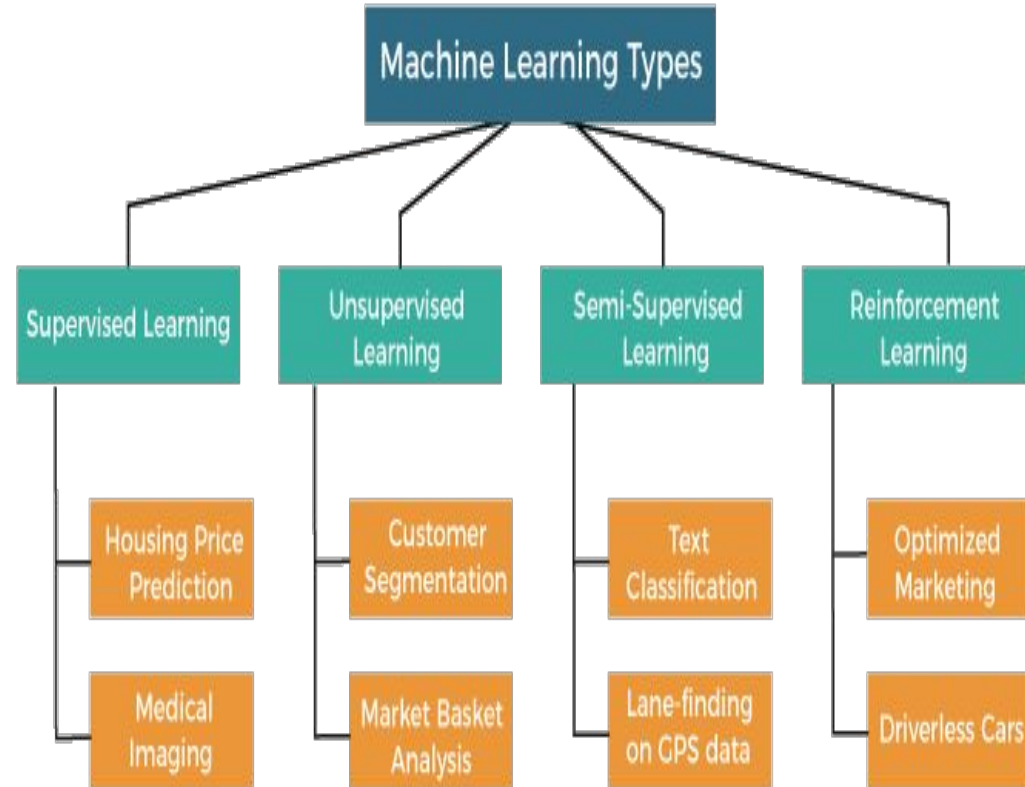 Machine Learning Types
Supervised Learning
Unsupervised
Learning
Semi-Supervised
Learning
Reinforcement
Learning
Housing Price
Prediction
Customer
Segmentation
Text
Classification
Optimized
Marketing
Medical
Imaging
Market Basket
Analysis
Lane-finding
on GPS data
Driverless Cars